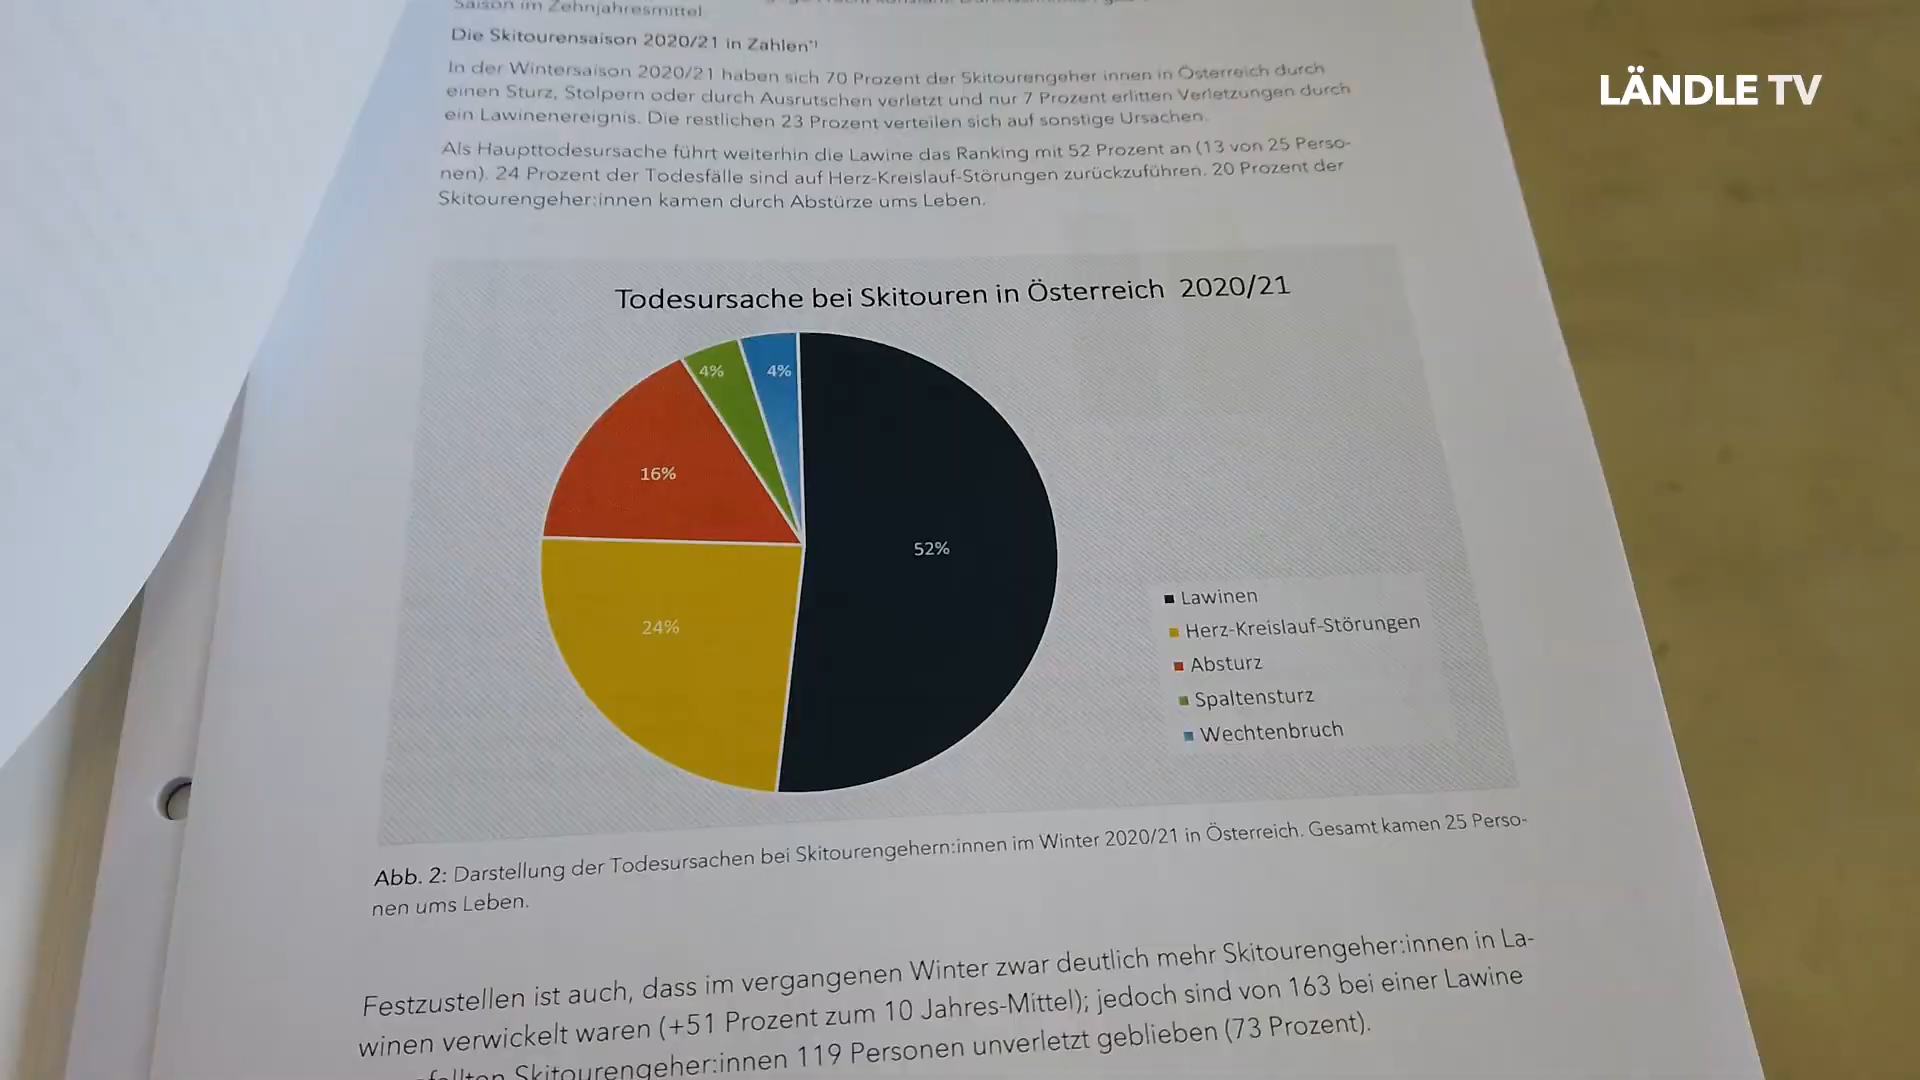 Saison im Zehnjahresmittel.
Die Skitourensaison 2020/21 in Zahlen*⁾
LÄNDLE TV
In der Wintersaison 2020/21 haben sich 70 Prozent der Skitourengeher innen in Österreich durch
einen Sturz, Stolpern oder durch Ausrutschen verletzt und nur 7 Prozent erlitten Verletzungen durch
ein Lawinenereignis. Die restlichen 23 Prozent verteilen sich auf sonstige Ursachen.
Als Haupttodesursache führt weiterhin die Lawine das Ranking mit 52 Prozent an (13 von 25 Perso-
nen). 24 Prozent der Todesfälle sind auf Herz-Kreislauf-Störungen zurückzuführen. 20 Prozent der
Skitourengeher:innen kamen durch Abstürze ums Leben.
Todesursache bei Skitouren in Österreich 2020/21
4%
4%
16%
52%
24%
Lawinen
Herz-Kreislauf-Störungen
Absturz
Spaltensturz
Wechtenbruch
Abb. 2: Darstellung der Todesursachen bei Skitourengehern:innen im Winter 2020/21 in Österreich. Gesamt kamen 25 Perso-
nen ums Leben.
Festzustellen ist auch, dass im vergangenen Winter zwar deutlich mehr Skitourengeher:innen in La-
winen verwickelt waren (+51 Prozent zum 10 Jahres-Mittel); jedoch sind von 163 bei einer Lawine
Skitourengeher:innen 119 Personen unverletzt geblieben (73 Prozent).